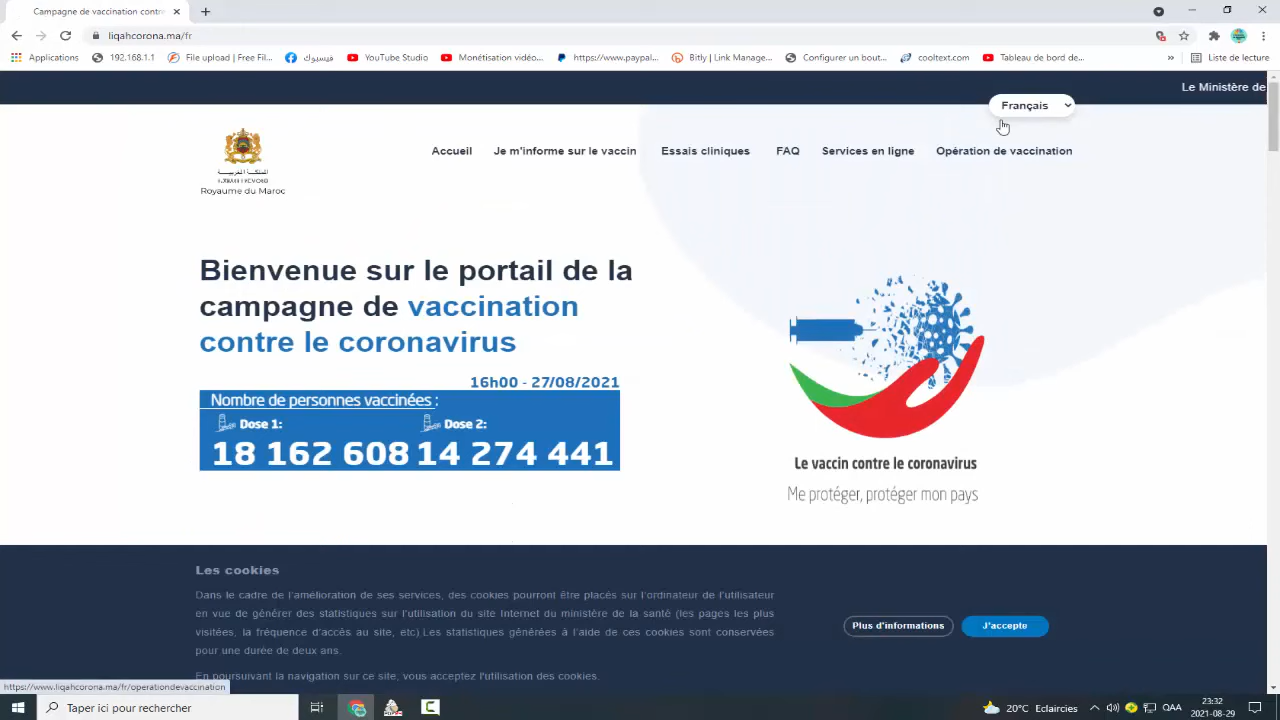 Campagne de vaccination contre
liqahcorona.ma/fr
Applications
192.168.1.1
File upload | Free Fil...
فيسبوك
YouTube Studio
Monétisation vidéo...
https://www.paypal...
Bitly | Link Manage...
Configurer un bout...
cooltext.com
Tableau de bord de...
»
Liste de lecture
Le Ministère de
Français
Accueil
Je m'informe sur le vaccin
Essais cliniques
FAQ
Services en ligne
Opération de vaccination
المملكة المغربية
Royaume du Maroc
Bienvenue sur le portail de la
campagne de vaccination
contre le coronavirus
16h00 - 27/08/2021
Nombre de personnes vaccinées :
Dose 1:
Dose 2:
18 162 608
14 274 441
Le vaccin contre le coronavirus
Me protéger, protéger mon pays
Les cookies
Dans le cadre de l'amélioration de ses services, des cookies pourront être placés sur l'ordinateur de l'utilisateur
en vue de générer des statistiques sur l'utilisation du site Internet du ministère de la santé (les pages les plus
visitées, la fréquence d'accès au site, etc).Les statistiques générées à l'aide de ces cookies sont conservées
pour une durée de deux ans.
En poursuivant la navigation sur ce site, vous acceptez l'utilisation des cookies.
Plus d'informations
J'accepte
https://www.liqahcorona.ma/fr/operationdevaccination
Taper ici pour rechercher
20°C Eclaircies
QAA
23:32
2021-08-29